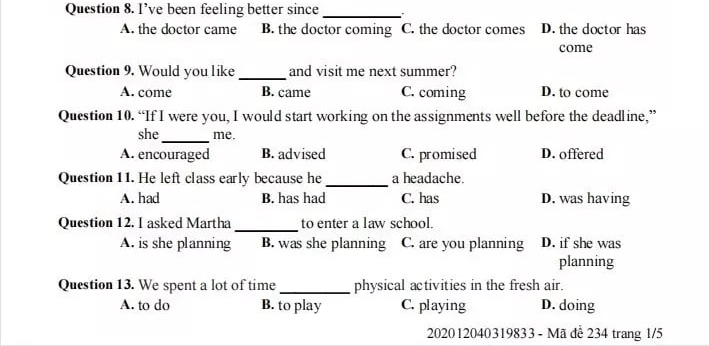 Question 8. I've been feeling better since __________.
A. the doctor came B. the doctor coming C. the doctor comes D. the doctor has
come
Question 9. Would you like ______ and visit me next summer?
A. come B. came C. coming D. to come
Question 10. “If I were you, I would start working on the assignments well before the deadline,”
she ______ me.
A. encouraged B. advised C. promised D. offered
Question 11. He left class early because he ________ a headache.
A. had B. has had C. has D. was having
Question 12. I asked Martha ________ to enter a law school.
A. is she planning B. was she planning C. are you planning D. if she was
planning
Question 13. We spent a lot of time _________ physical activities in the fresh air.
A. to do B. to play C. playing D. doing
202012040319833 - Mã đề 234 trang 1/5